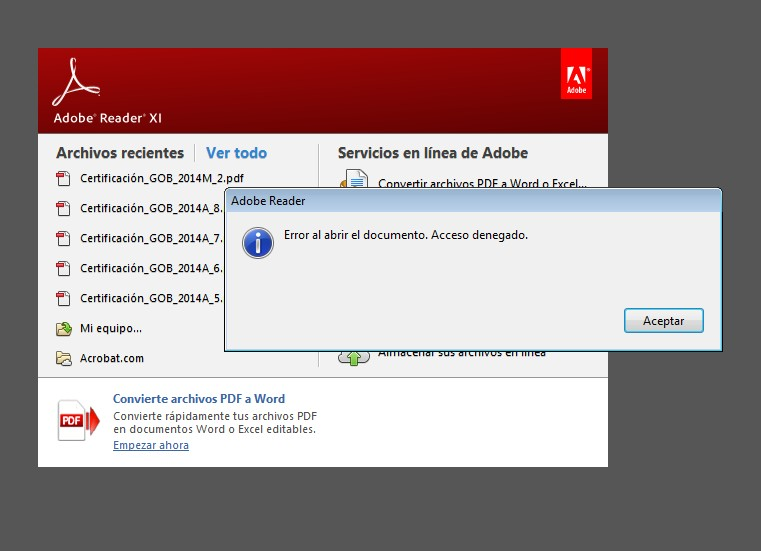 Adobe® Reader® XI
Adobe
Archivos recientes
Ver todo
Certificación_GOB_2014M_2.pdf
Certificación_GOB_2014A_8.
Certificación_GOB_2014A_7.
Certificación_GOB_2014A_6.
Certificación_GOB_2014A_5.
Mi equipo...
Acrobat.com
Servicios en línea de Adobe
Convertir archivos PDF a Word o Excel...
Almacenar sus archivos en línea
Adobe Reader
Error al abrir el documento. Acceso denegado.
Aceptar
PDF
Convierte archivos PDF a Word
Convierte rápidamente tus archivos PDF
en documentos Word o Excel editables.
Empezar ahora